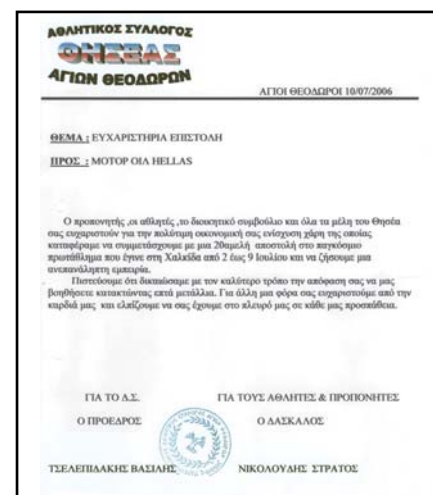 ΑΘΛΗΤΙΚΟΣ ΣΥΛΛΟΓΟΣ
ΘΗΣΕΑΣ
ΑΓΙΩΝ ΘΕΟΔΩΡΩΝ
ΑΓΙΟΙ ΘΕΟΔΩΡΟΙ 10/07/2006
ΘΕΜΑ : ΕΥΧΑΡΙΣΤΗΡΙΑ ΕΠΙΣΤΟΛΗ
ΠΡΟΣ : ΜΟΤΟΡ ΟΙΛ HELLAS
Ο προπονητής ,οι αθλητές ,το διοικητικό συμβούλιο και όλα τα μέλη του Θησέα
σας ευχαριστούν για την πολύτιμη οικονομική σας ενίσχυση χάρη της οποίας
καταφέραμε να συμμετάσχουμε με μια 20αμελή αποστολή στο παγκόσμιο
πρωτάθλημα που έγινε στη Χαλκίδα από 2 έως 9 Ιουλίου και να ζήσουμε μια
ανεπανάληπτη εμπειρία.
Πιστεύουμε ότι δικαιώσαμε με τον καλύτερο τρόπο την απόφαση σας να μας
βοηθήσετε κατακτώντας επτά μετάλλια. Για άλλη μια φόρα σας ευχαριστούμε από την
καρδιά μας και ελπίζουμε να σας έχουμε στο πλευρό μας σε κάθε μας προσπάθεια.
ΓΙΑ ΤΟ Δ.Σ. ΓΙΑ ΤΟΥΣ ΑΘΛΗΤΕΣ & ΠΡΟΠΟΝΗΤΕΣ
Ο ΠΡΟΕΔΡΟΣ Ο ΔΑΣΚΑΛΟΣ
ΤΣΕΛΕΠΙΔΑΚΗΣ ΒΑΣΙΛΗΣ ΝΙΚΟΛΟΥΔΗΣ ΣΤΡΑΤΟΣ